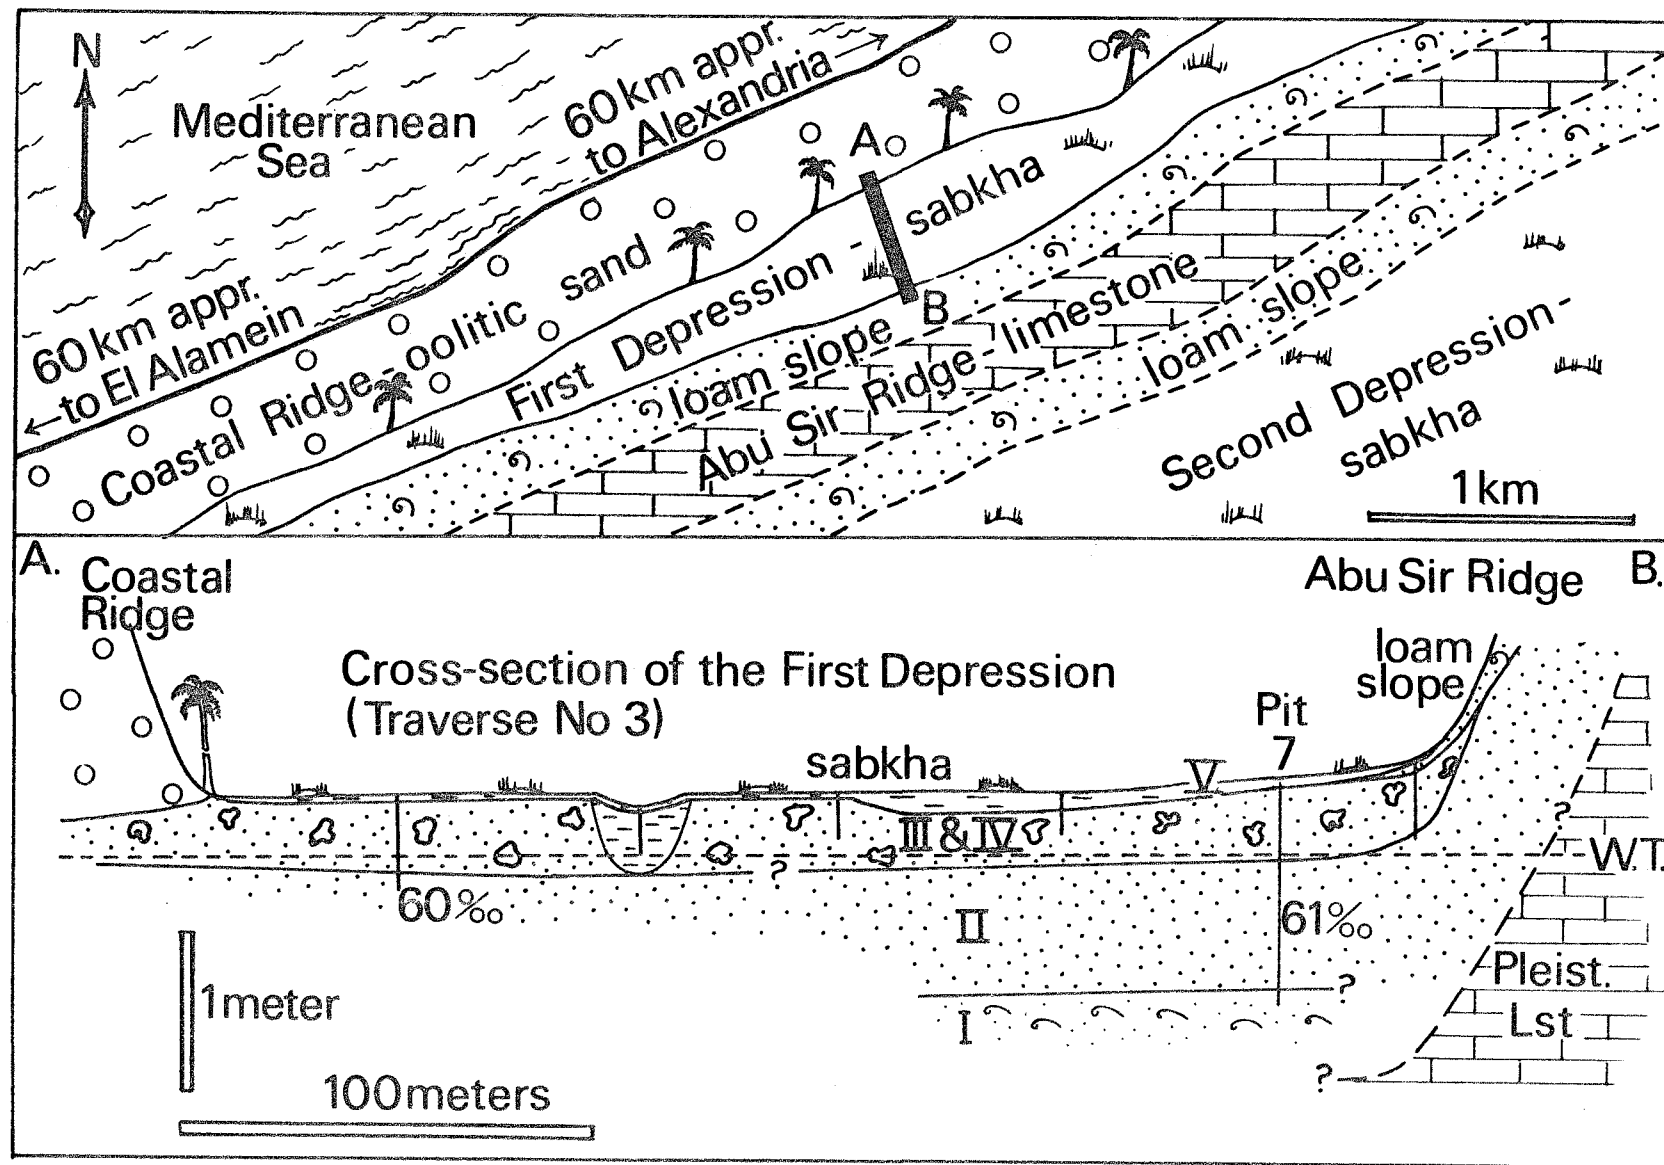 N
Mediterranean
Sea
60 km appr.
to Alexandria
60 km appr.
to El Alamein
Coastal Ridge-oolitic sand
A
B
First Depression - sabkha
loam slope
Abu Sir Ridge-limestone
loam slope
Second Depression-
sabkha
1 km
A.
Coastal
Ridge
Abu Sir Ridge
B.
loam
slope
Cross-section of the First Depression
(Traverse No 3)
Pit
7
sabkha
V
III & IV
?
?
W.T.
60‰
II
61‰
1 meter
?
Pleist.
Lst
I
?
100 meters